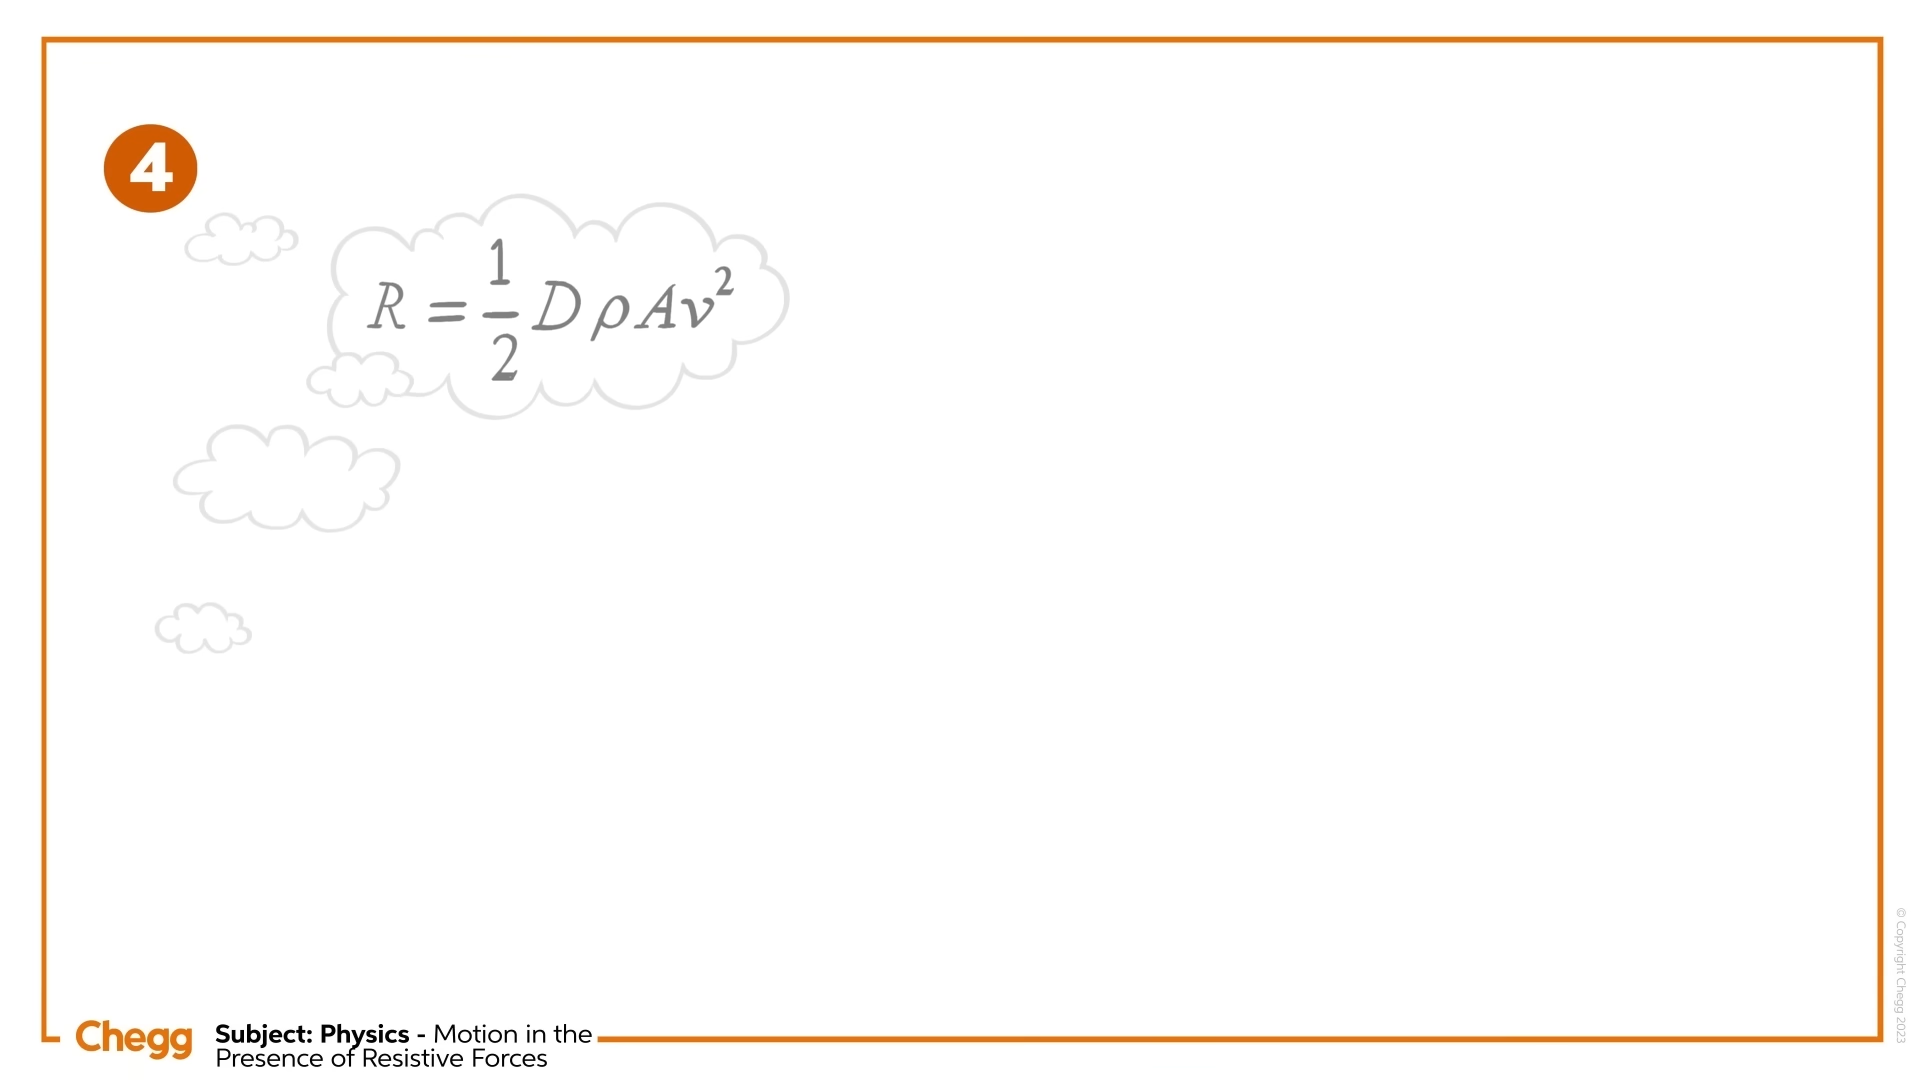 4
R = 1/2 DρAv²
Chegg
Subject: Physics - Motion in the
Presence of Resistive Forces
© Copyright Chegg 2023